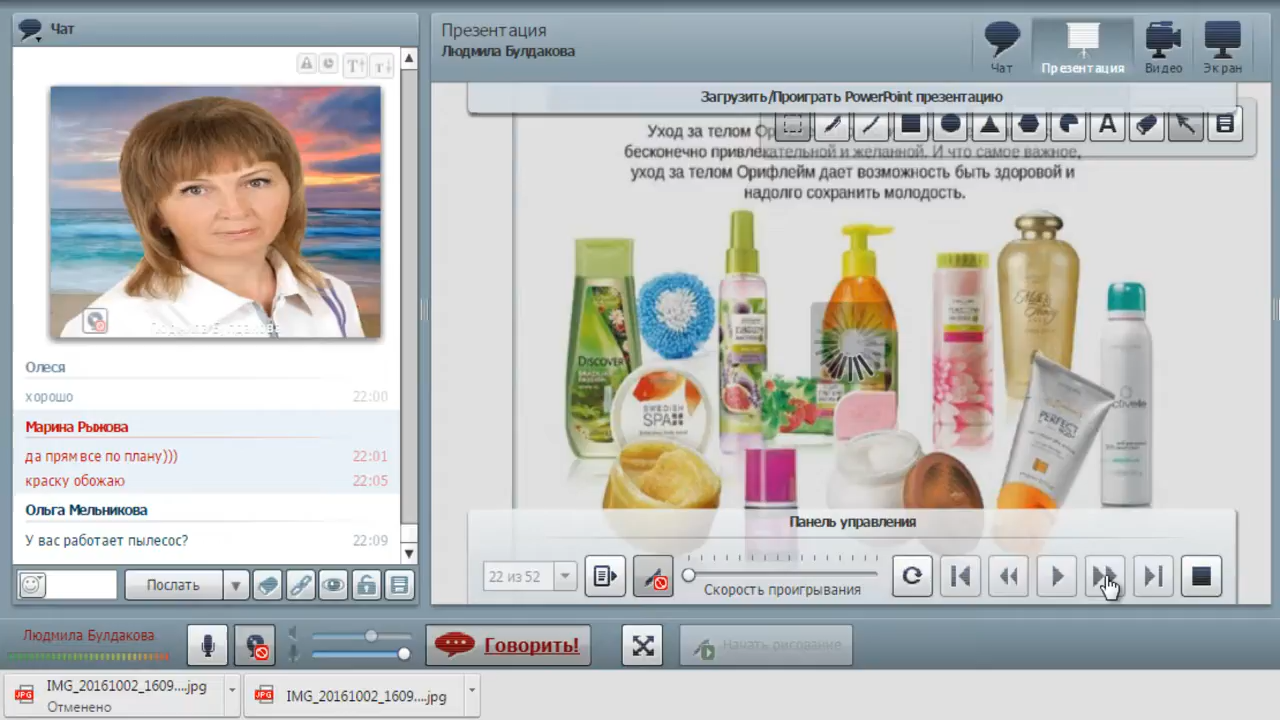 Чат
Олеся
хорошо 22:00
Марина Рыжова
да прям все по плану))) 22:01
краску обожаю 22:05
Ольга Мельникова
У вас работает пылесос? 22:09
Послать
Презентация
Людмила Булдакова
Чат
Презентация
Видео
Экран
Загрузить/Проиграть PowerPoint презентацию
Уход за телом
бесконечно привлекательной и желанной. И что самое важное,
уход за телом Орифлейм дает возможность быть здоровой и
надолго сохранить молодость.
DISCOVER
SWEDISH
SPA
Milk
Honey
PERFECT
Панель управления
22 из 52
Скорость проигрывания
Людмила Булдакова
Говорить!
Начать рисование
JPG IMG_20161002_1609....jpg
Отменено
JPG IMG_20161002_1609....jpg